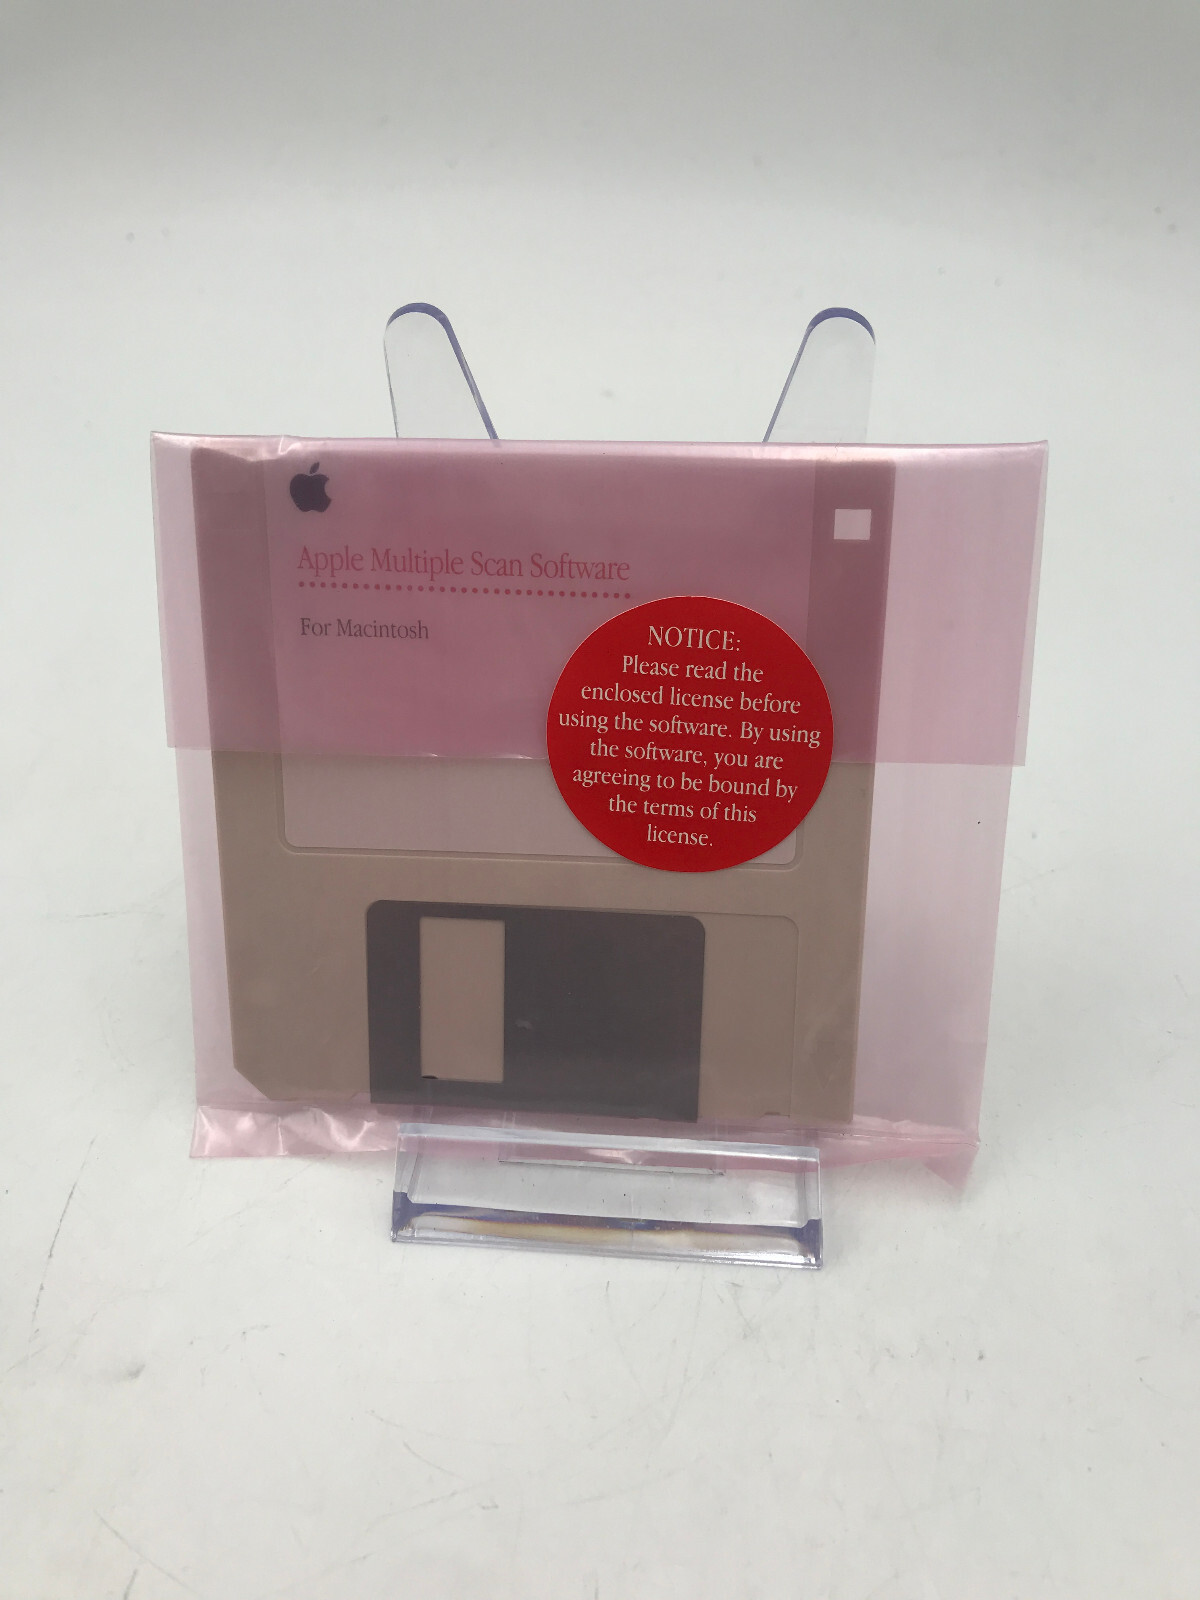 Apple Multiple Scan Software
For Macintosh
NOTICE:
Please read the
enclosed license before
using the software. By using
the software, you are
agreeing to be bound by
the terms of this
license.